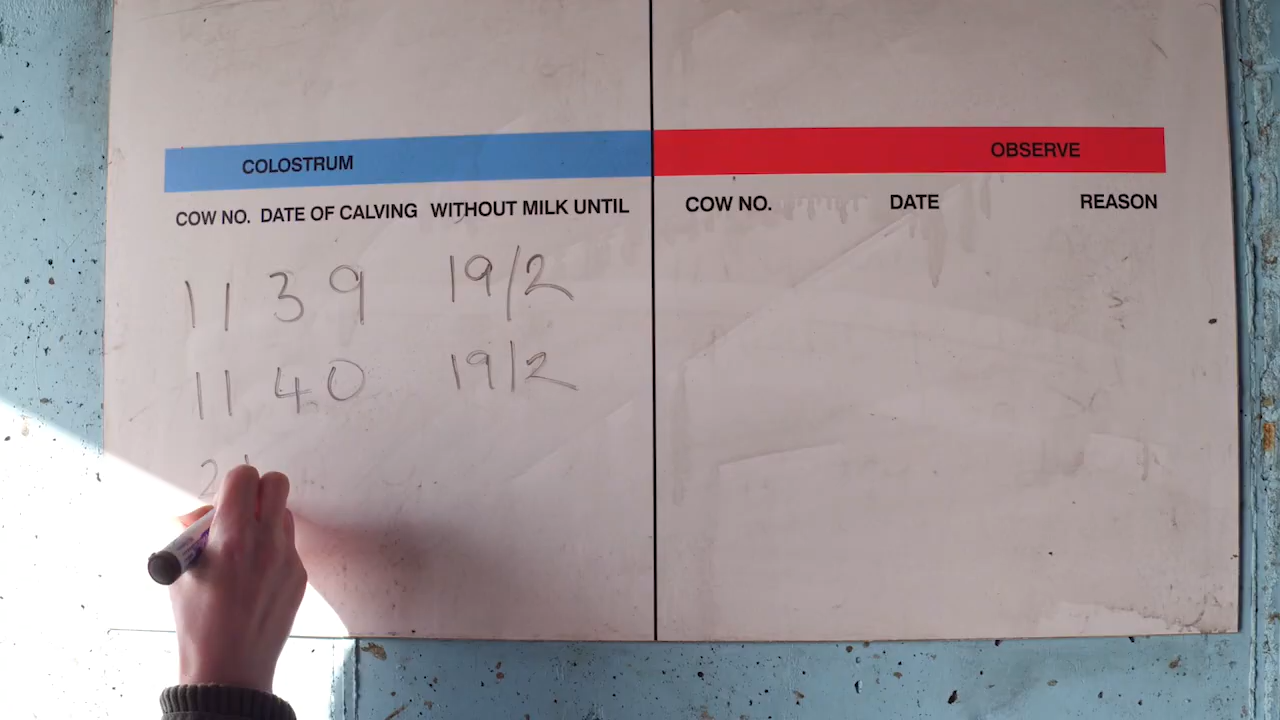 COLOSTRUM
COW NO. DATE OF CALVING WITHOUT MILK UNTIL
1139 19/2
1140 19/2
2
OBSERVE
COW NO. DATE REASON